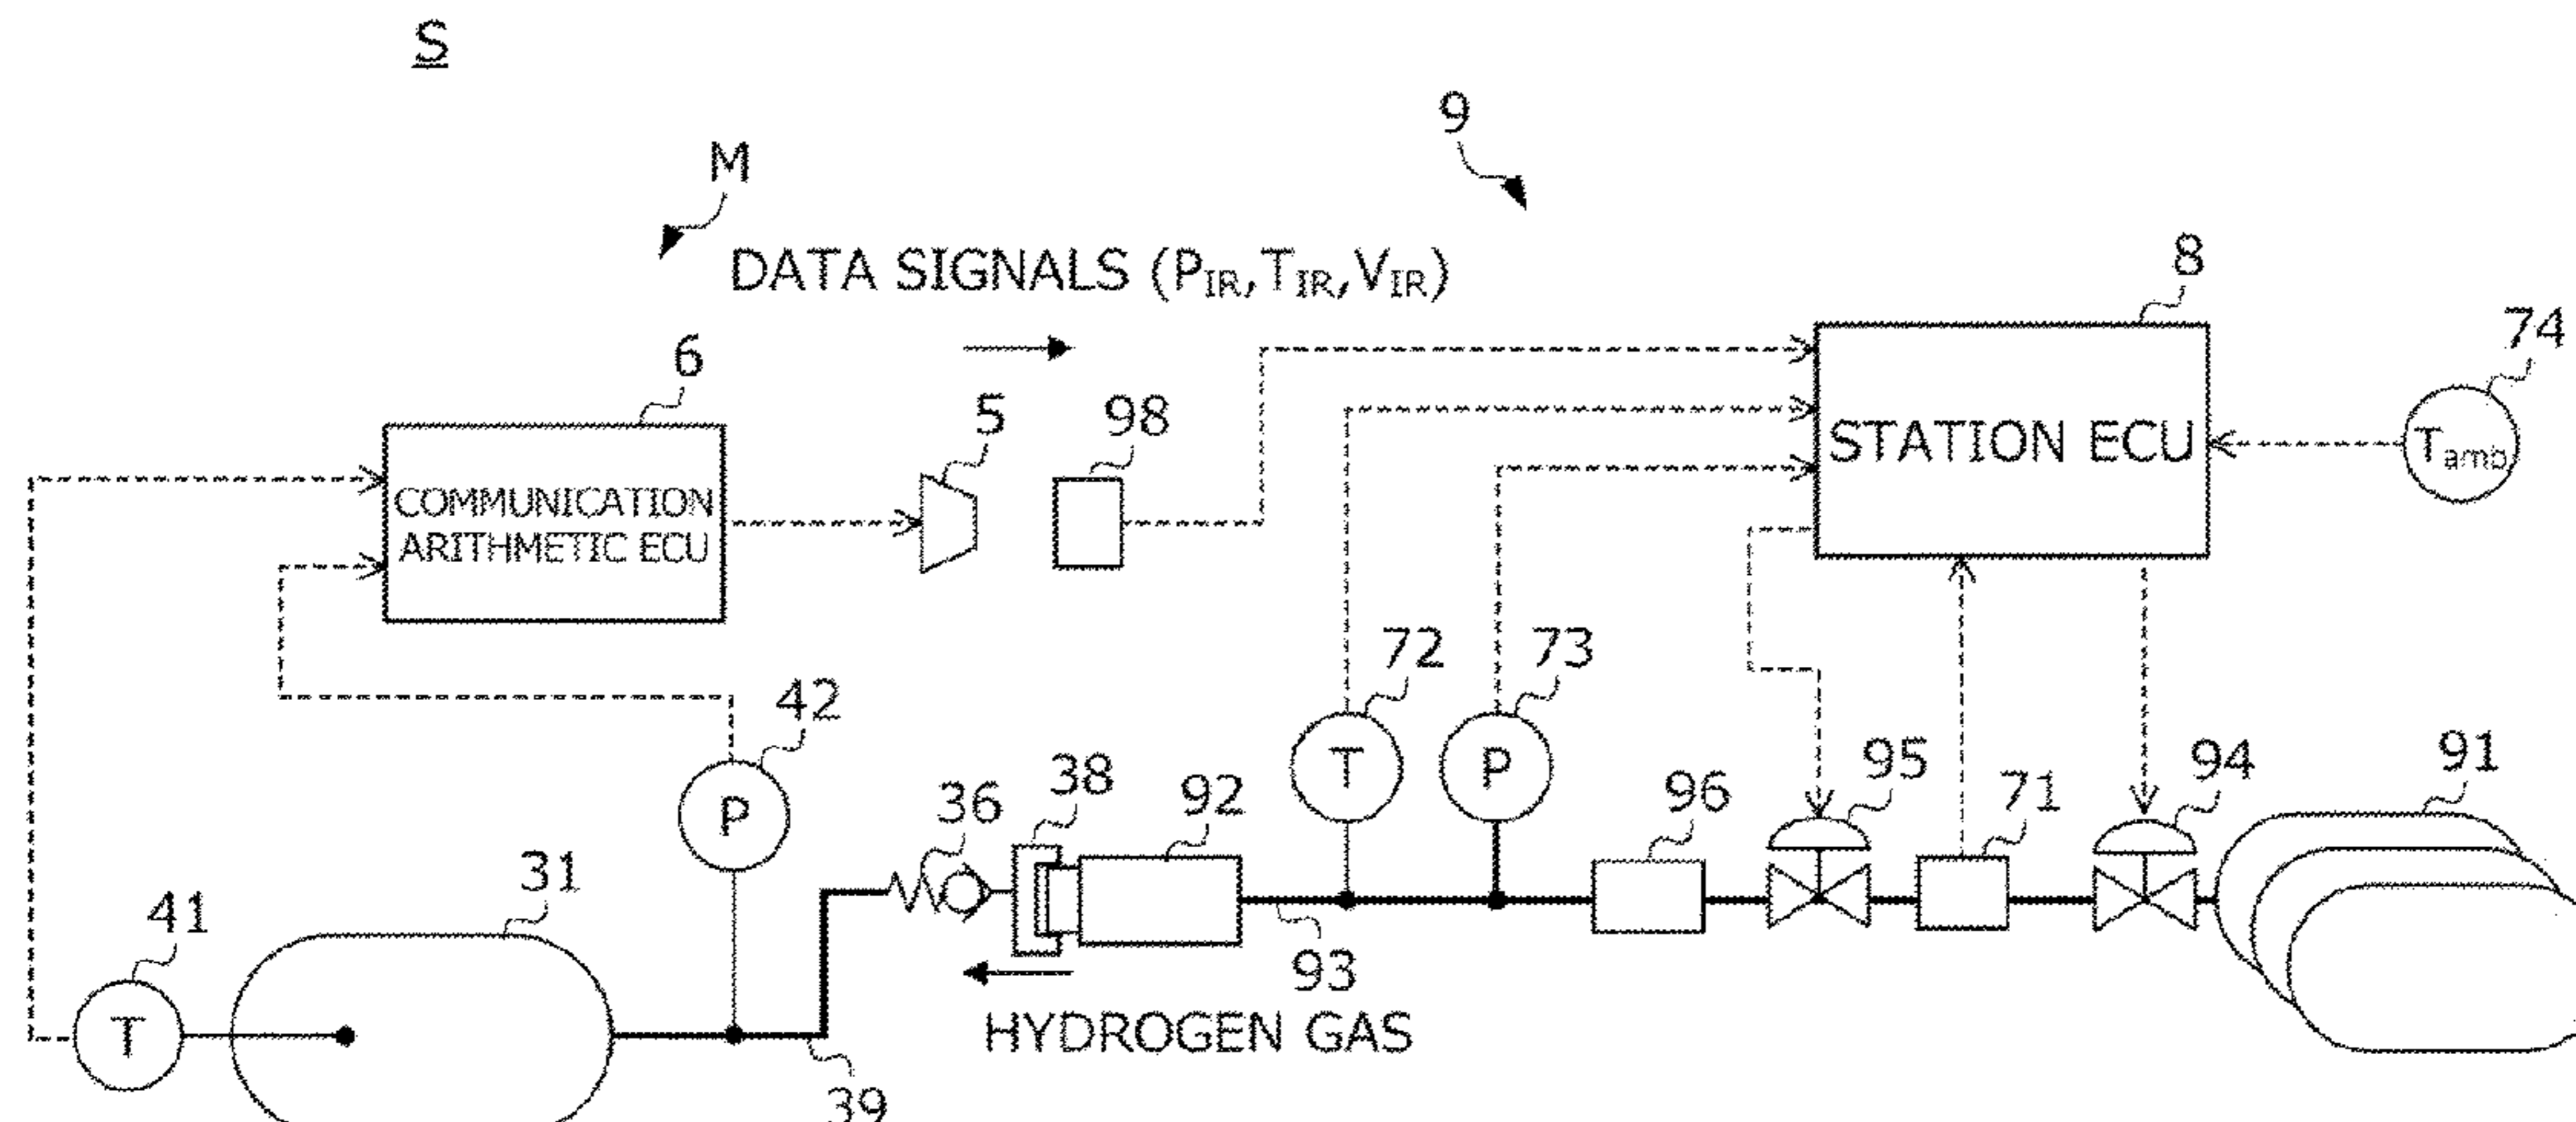 S
9
M
DATA SIGNALS (PIR,TIR,VIR)
8
74
6
5
98
STATION ECU
Tamb
COMMUNICATION
ARITHMETIC ECU
72
73
42
95
94
91
38
92
T
P
36
96
71
P
31
41
93
T
HYDROGEN GAS
39